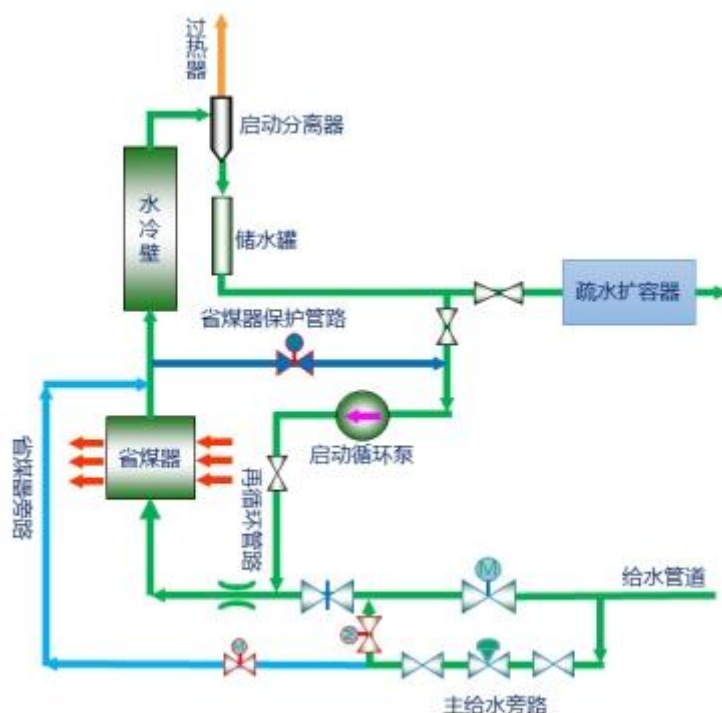 过热器
启动分离器
水冷壁
储水罐
疏水扩容器
省煤器保护管路
省煤器
启动循环泵
省煤器旁路
再循环管路
M
给水管道
M
M
主给水旁路